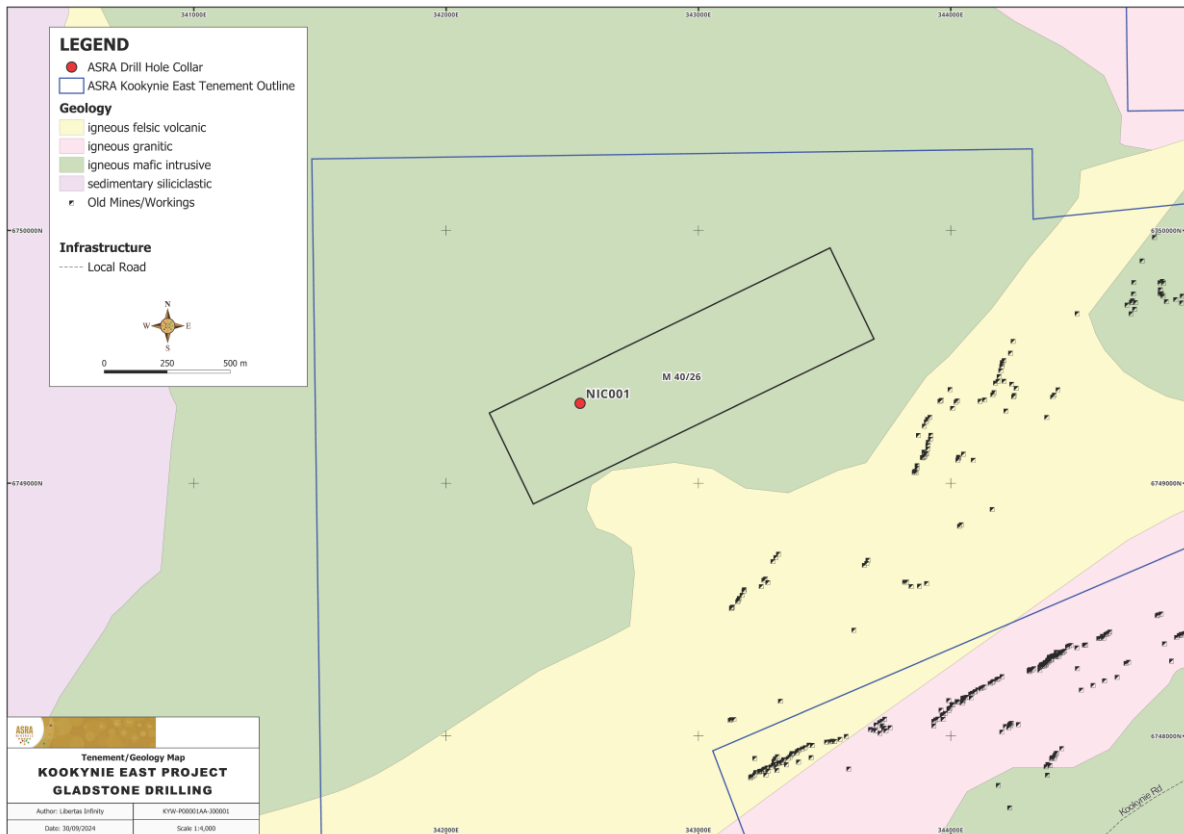 341000E
342000E
343000E
344000E
LEGEND
ASRA Drill Hole Collar
ASRA Kookynie East Tenement Outline
Geology
igneous felsic volcanic
igneous granitic
igneous mafic intrusive
sedimentary siliciclastic
Old Mines/Workings
Infrastructure
Local Road
N
W E
S
0 250 500 m
6750000N
6750000N
M 40/26
NIC001
6749000N
6749000N
6748000N
Kookynie Rd
ASRA
MINERALS
Tenement/Geology Map
KOOKYNIE EAST PROJECT
GLADSTONE DRILLING
Author: Libertas Infinity
KYW-P00001AA-J00001
Date: 30/09/2024
Scale 1:4,000
342000E
343000E
344000E